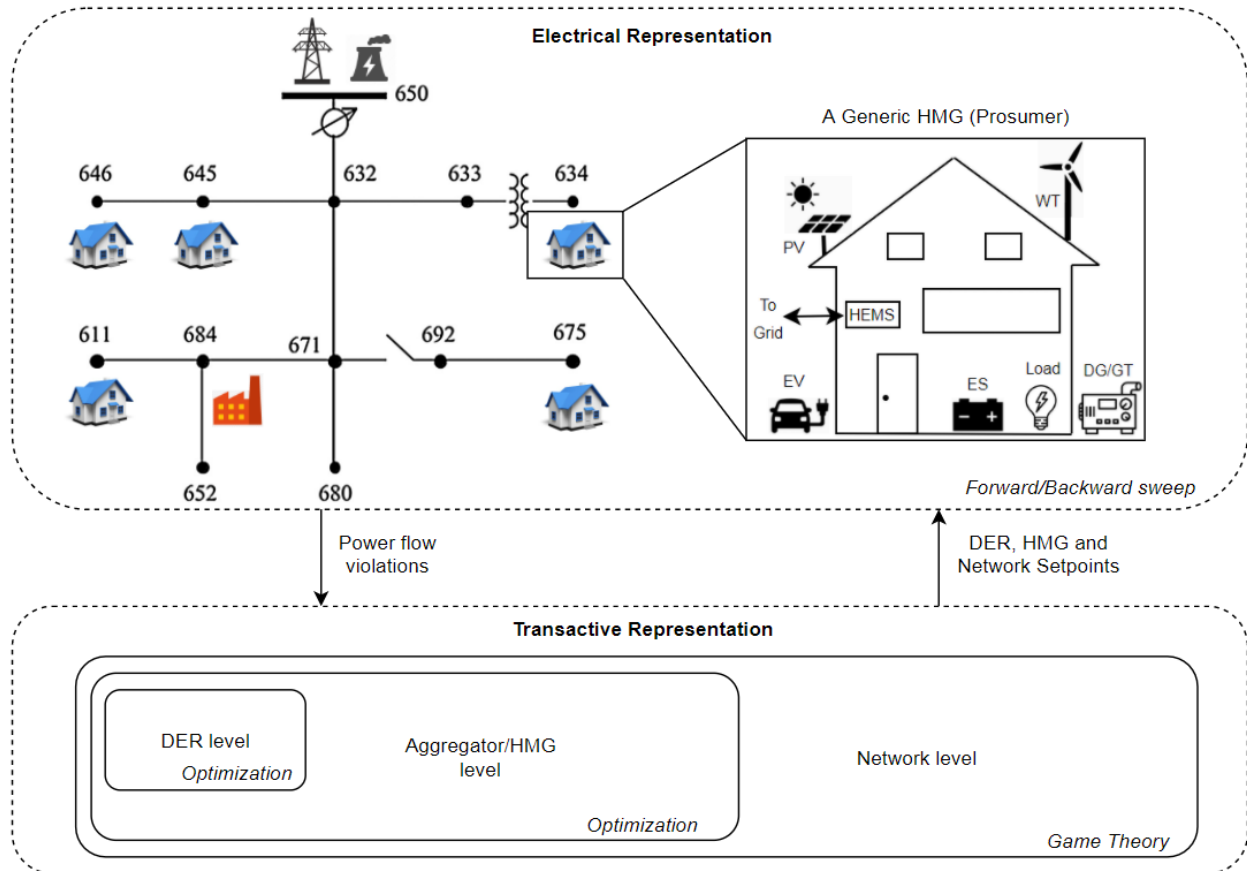 Electrical Representation
650
A Generic HMG (Prosumer)
646
645
632
633
634
WT
PV
To
Grid
HEMS
611
684
671
692
675
EV
ES
Load
DG/GT
652
680
Forward/Backward sweep
Power flow
violations
DER, HMG and
Network Setpoints
Transactive Representation
DER level
Optimization
Aggregator/HMG
level
Optimization
Network level
Game Theory